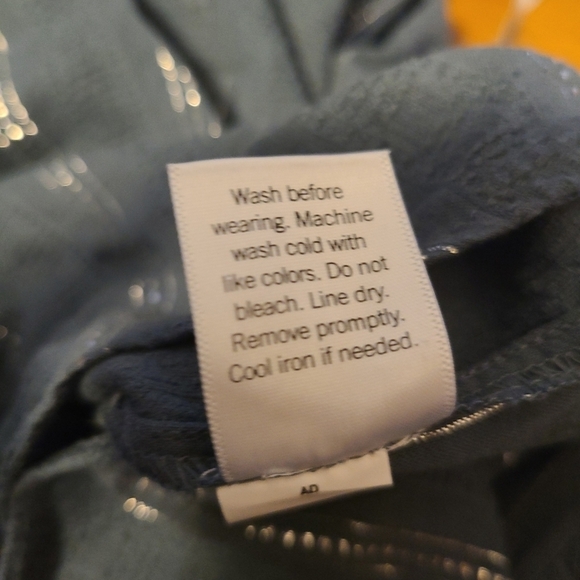 Wash before
wearing. Machine
wash cold with
like colors. Do not
bleach. Line dry.
Remove promptly.
Cool iron if needed.
AD